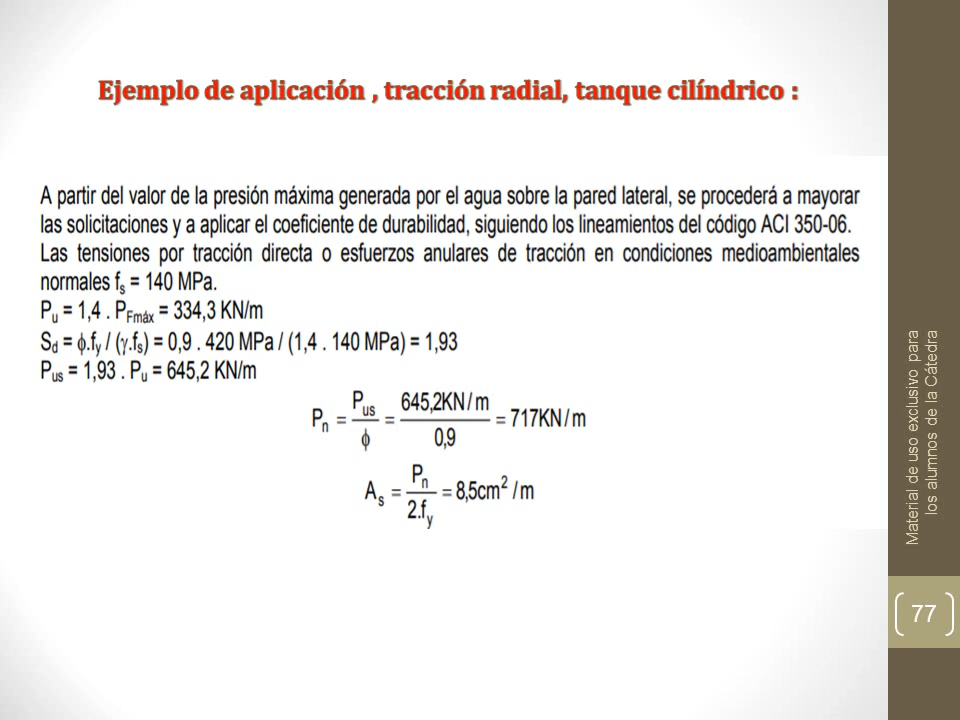 Ejemplo de aplicación , tracción radial, tanque cilíndrico :
A partir del valor de la presión máxima generada por el agua sobre la pared lateral, se procederá a mayorar
las solicitaciones y a aplicar el coeficiente de durabilidad, siguiendo los lineamientos del código ACI 350-06.
Las tensiones por tracción directa o esfuerzos anulares de tracción en condiciones medioambientales
normales fs = 140 MPa.
Pu = 1,4 . PFmáx = 334,3 KN/m
Sd = ϕ.fy / (γ.fs) = 0,9 . 420 MPa / (1,4 . 140 MPa) = 1,93
Pus = 1,93 . Pu = 645,2 KN/m
Pn = Pus / ϕ = 645,2KN/m / 0,9 = 717KN/m
As = Pn / 2.fy = 8,5cm² /m
Material de uso exclusivo para
los alumnos de la Cátedra
77